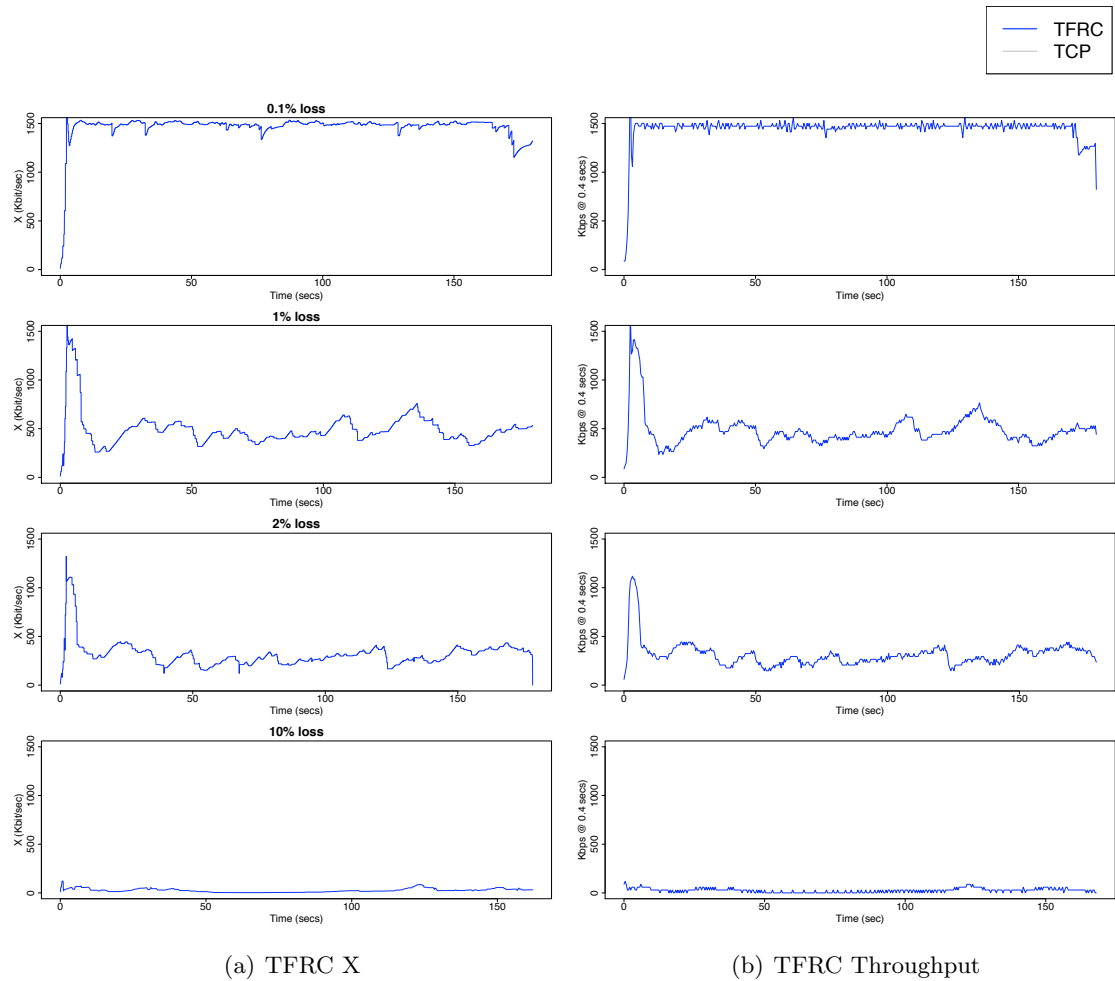 TFRC
TCP
0.1% loss
X (Kbit/sec)
0 500 1000 1500
0 50 100 150
Time (secs)
Kbps @ 0.4 secs)
0 500 1000 1500
0 50 100 150
Time (sec)
1% loss
X (Kbit/sec)
0 500 1000 1500
0 50 100 150
Time (secs)
Kbps @ 0.4 secs)
0 500 1000 1500
0 50 100 150
Time (sec)
2% loss
X (Kbit/sec)
0 500 1000 1500
0 50 100 150
Time (secs)
Kbps @ 0.4 secs)
0 500 1000 1500
0 50 100 150
Time (sec)
10% loss
X (Kbit/sec)
0 500 1000 1500
0 50 100 150
Time (secs)
Kbps @ 0.4 secs)
0 500 1000 1500
0 50 100 150
Time (sec)
(a) TFRC X
(b) TFRC Throughput